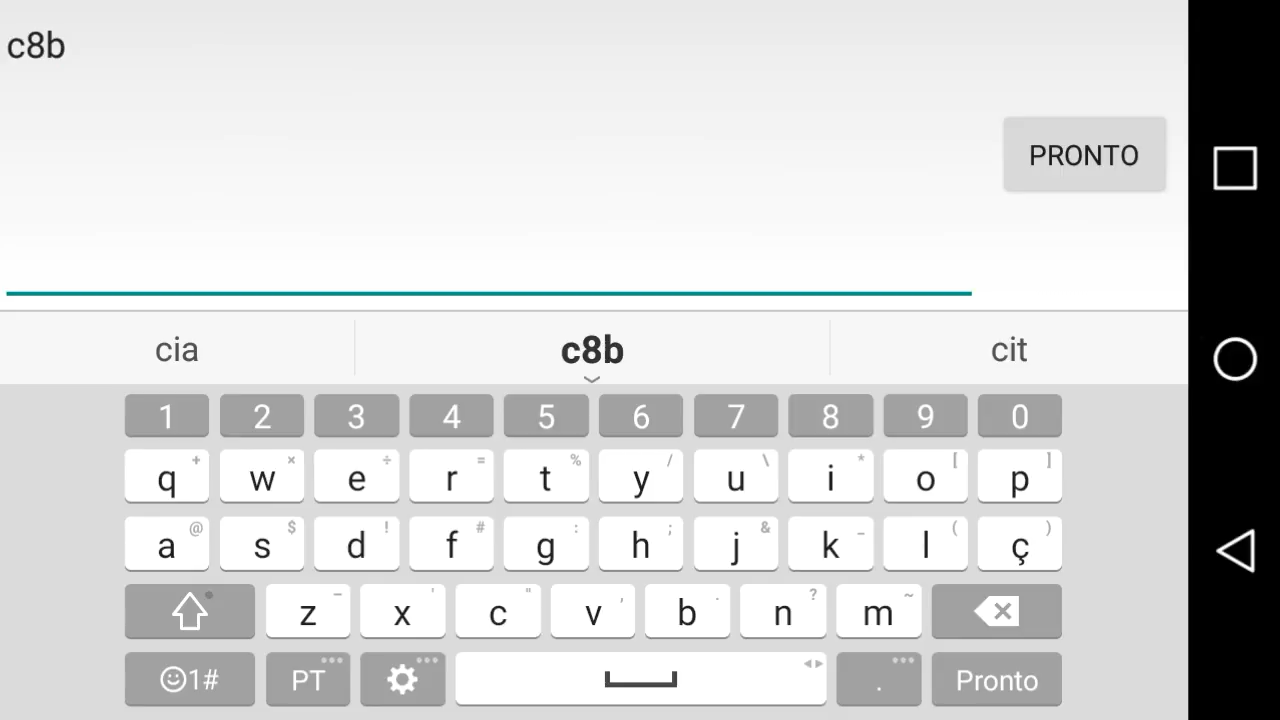 c8b
PRONTO
cia c8b cit
1 2 3 4 5 6 7 8 9 0
q + w × e ÷ r = t % y / u \ i * o [ p ]
a @ s $ d ! f # g : h ; j & k _ l ( ç )
z - x ' c " v , b . n ? m ~
1# PT . Pronto